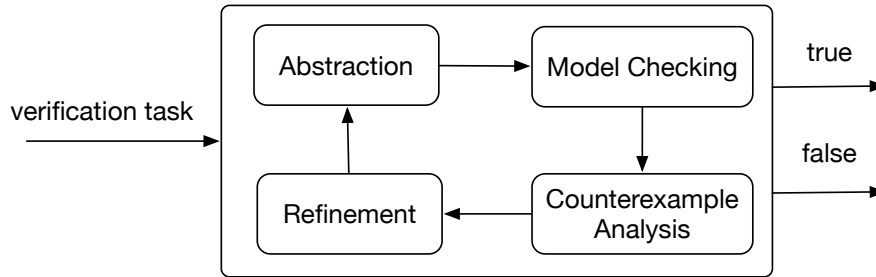 Abstraction
Model Checking
true
verification task
false
Refinement
Counterexample
Analysis